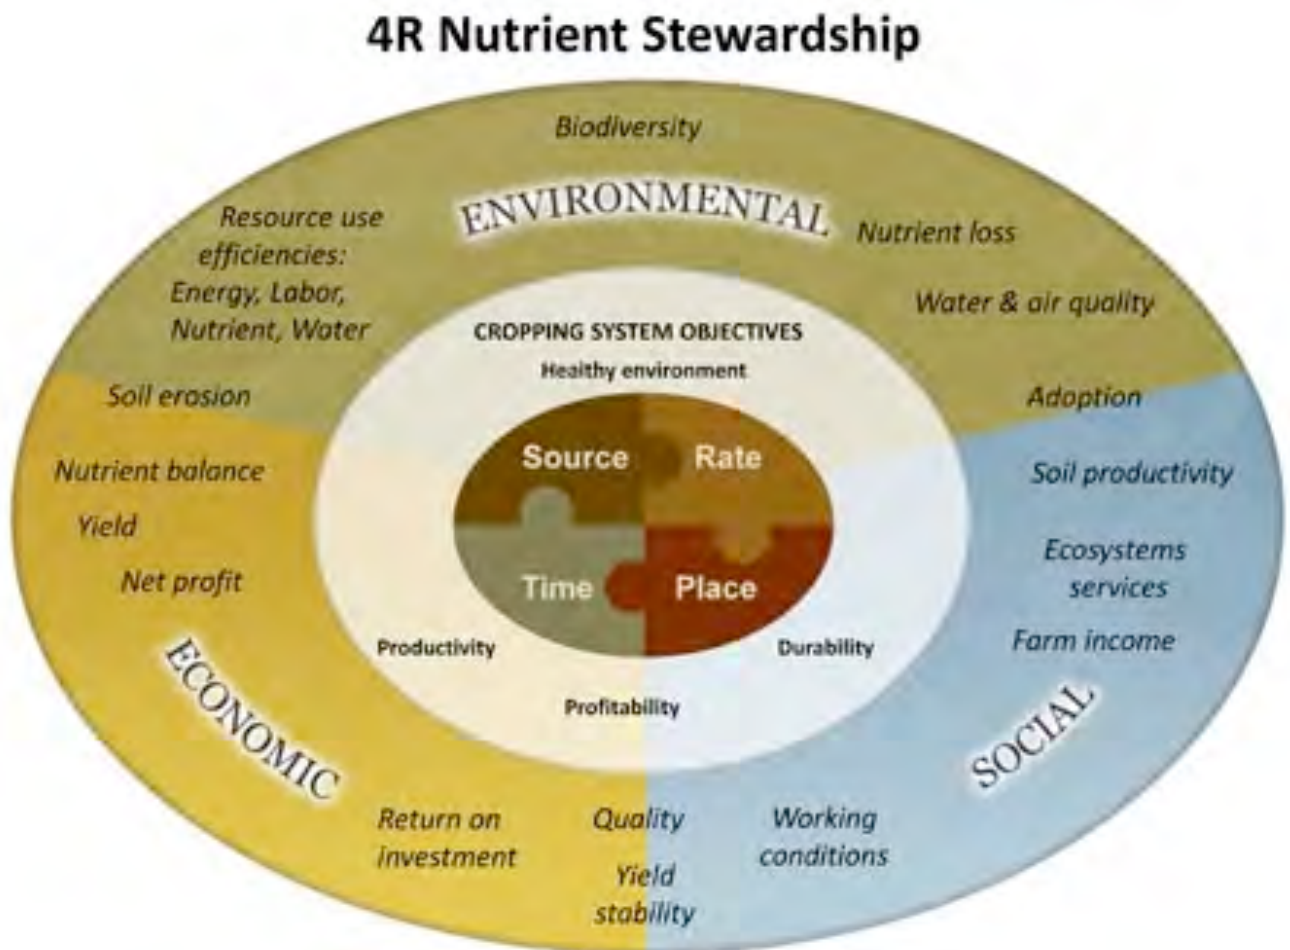 4R Nutrient Stewardship
Biodiversity
ENVIRONMENTAL
Resource use
efficiencies:
Energy, Labor,
Nutrient, Water
Nutrient loss
Water & air quality
CROPPING SYSTEM OBJECTIVES
Healthy environment
Soil erosion
Adoption
Source
Rate
Nutrient balance
Soil productivity
Yield
Ecosystems
services
Net profit
Time
Place
Productivity
Durability
Farm income
Profitability
ECONOMIC
SOCIAL
Return on
investment
Quality
Yield
stability
Working
conditions